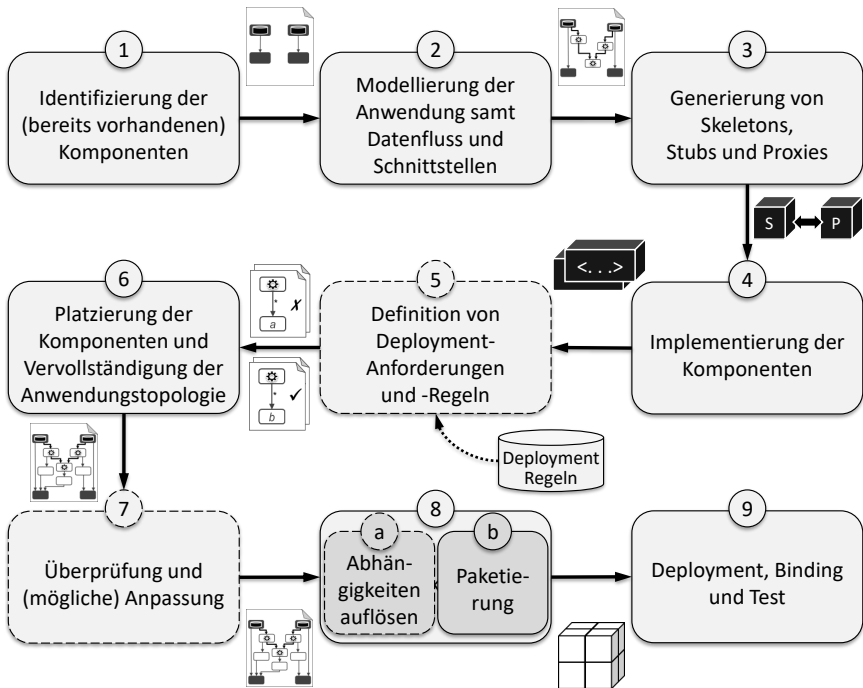 1
Identifizierung der
(bereits vorhandenen)
Komponenten
2
Modellierung der
Anwendung samt
Datenfluss und
Schnittstellen
3
Generierung von
Skeletons,
Stubs und Proxies
S
P
4
Implementierung der
Komponenten
<...>
5
Definition von
Deployment-
Anforderungen
und -Regeln
Deployment
Regeln
*
✗
a
*
✓
b
6
Platzierung der
Komponenten und
Vervollständigung der
Anwendungstopologie
7
Überprüfung und
(mögliche) Anpassung
8
a
Abhän-
gigkeiten
auflösen
b
Paketie-
rung
9
Deployment, Binding
und Test